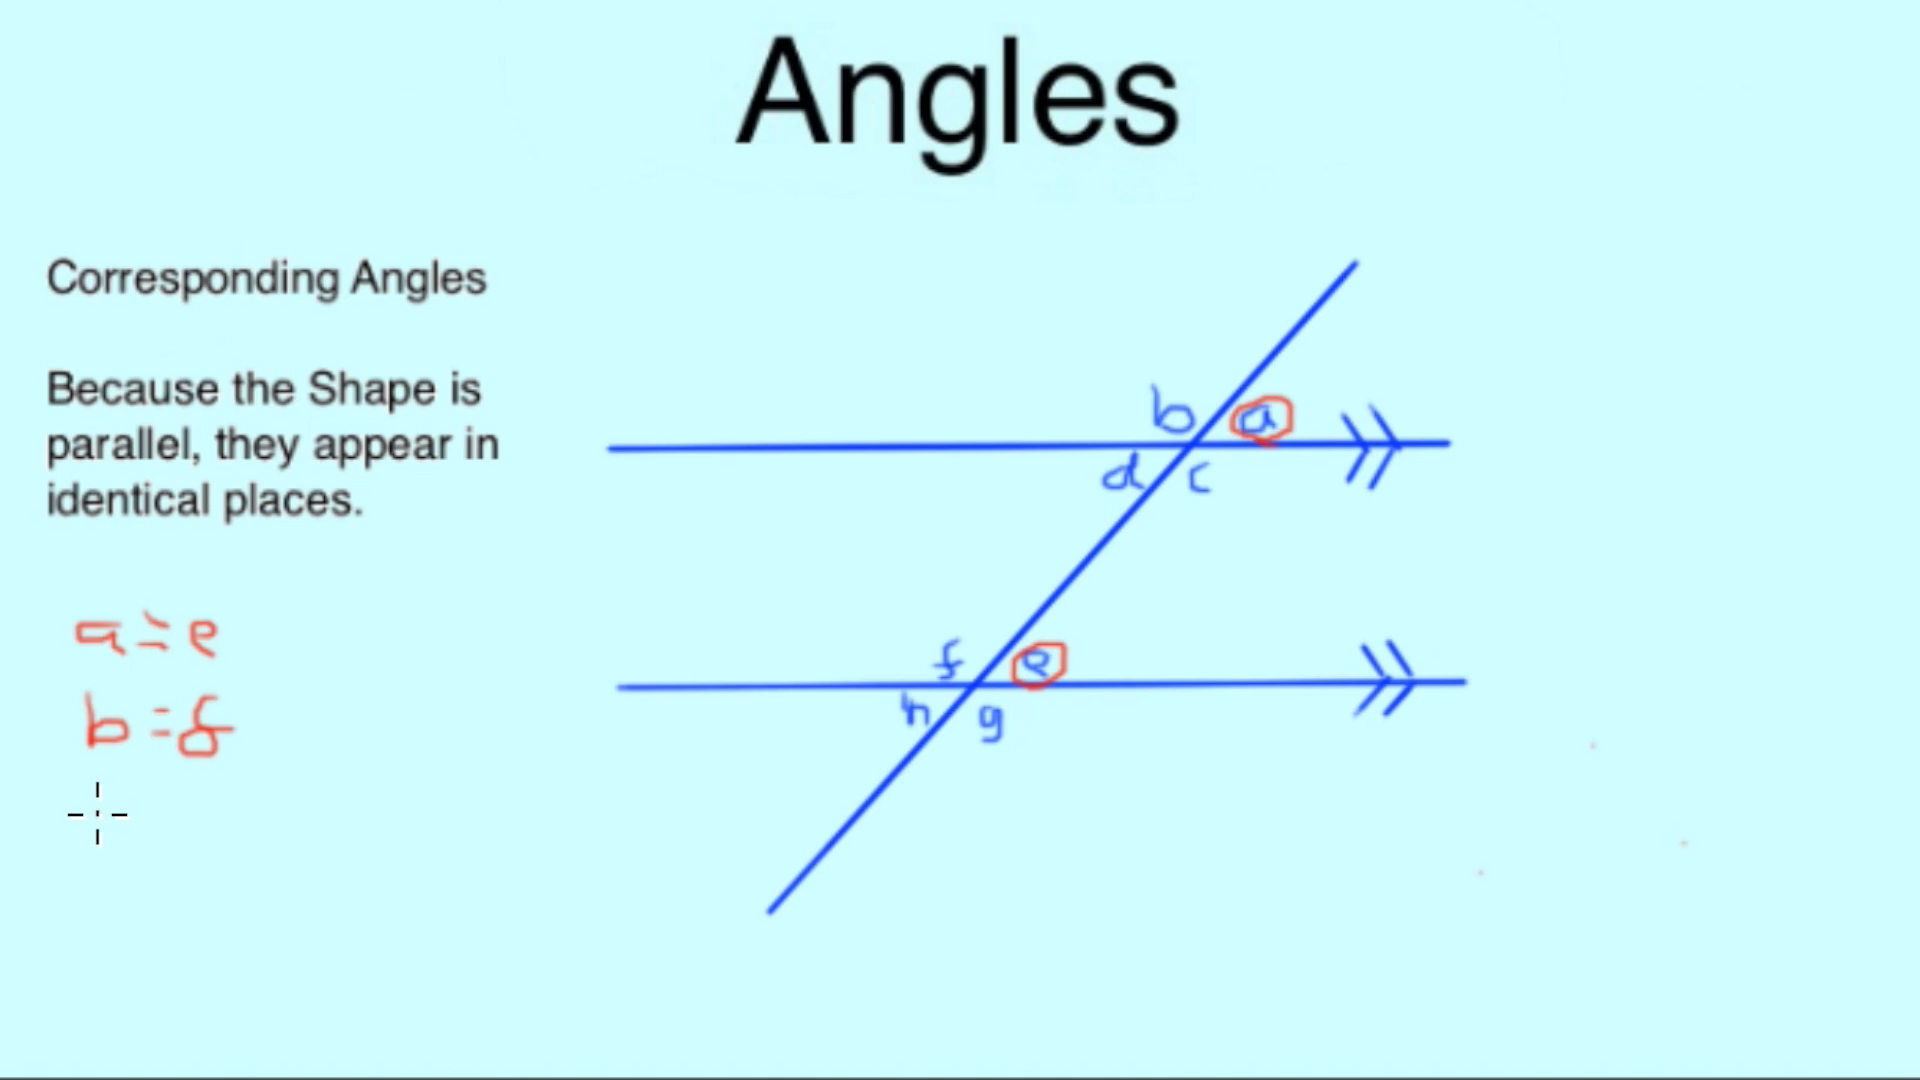 Angles
Corresponding Angles
Because the Shape is
parallel, they appear in
identical places.
a = e
b = f
b a
d c
f e
h g